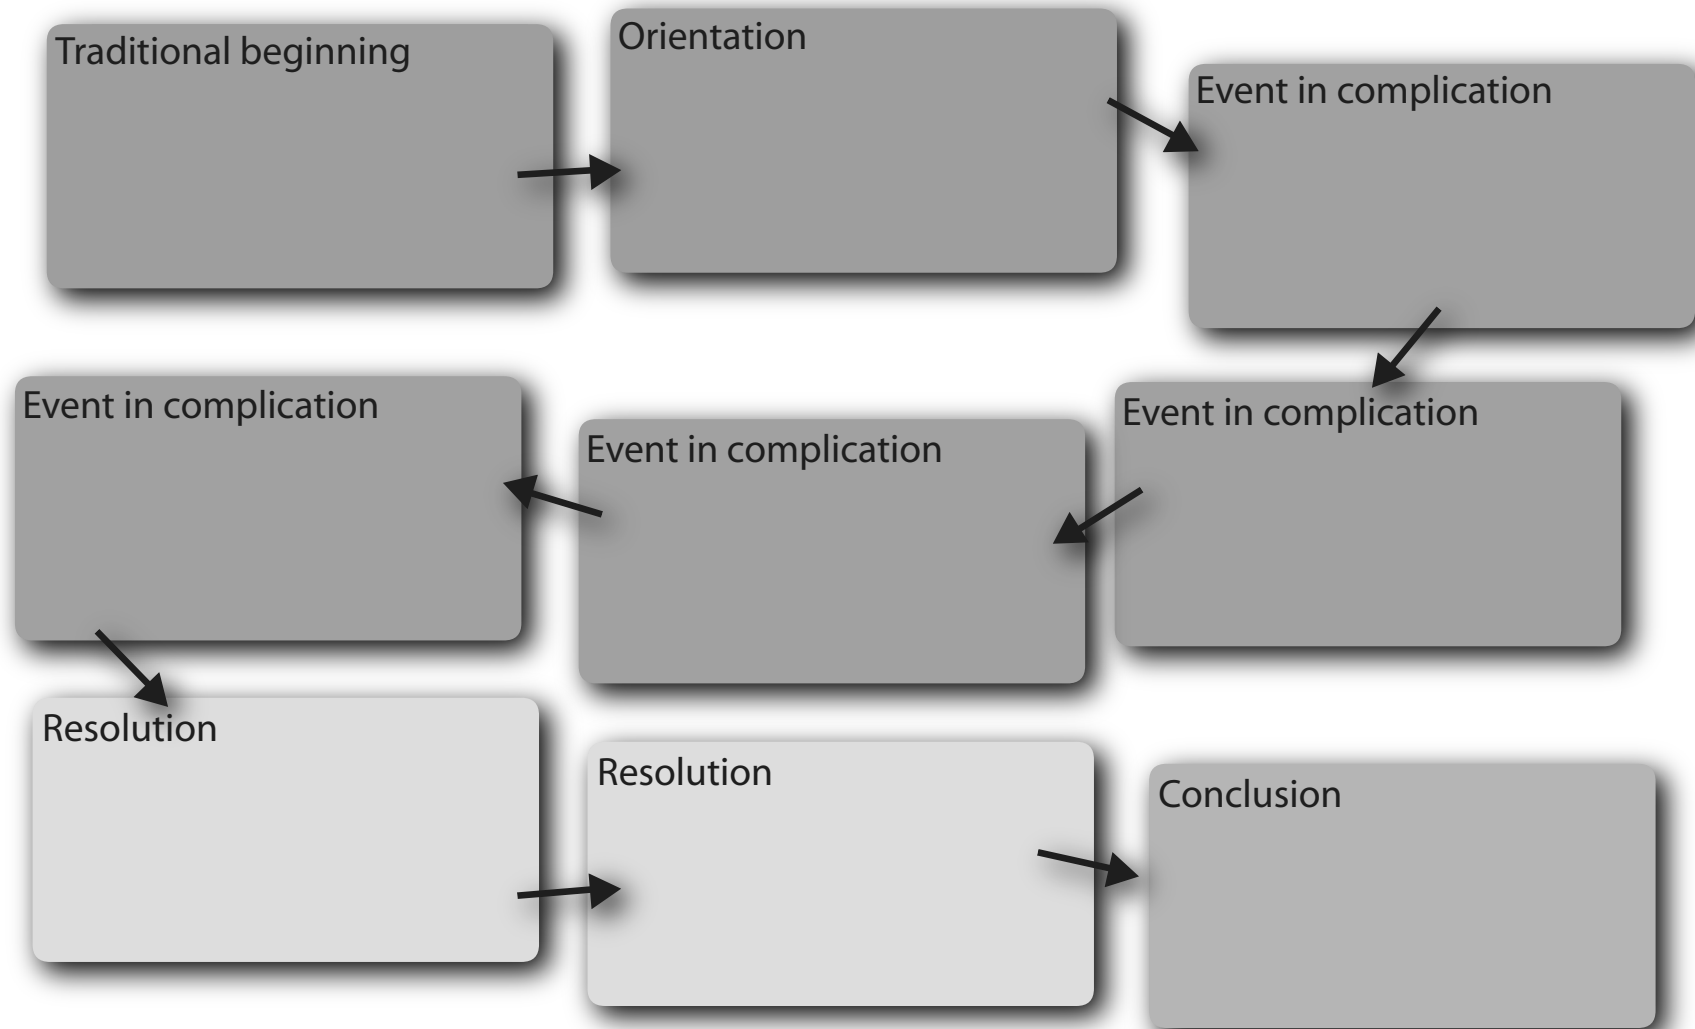 Traditional beginning
Orientation
Event in complication
Event in complication
Event in complication
Event in complication
Resolution
Resolution
Conclusion